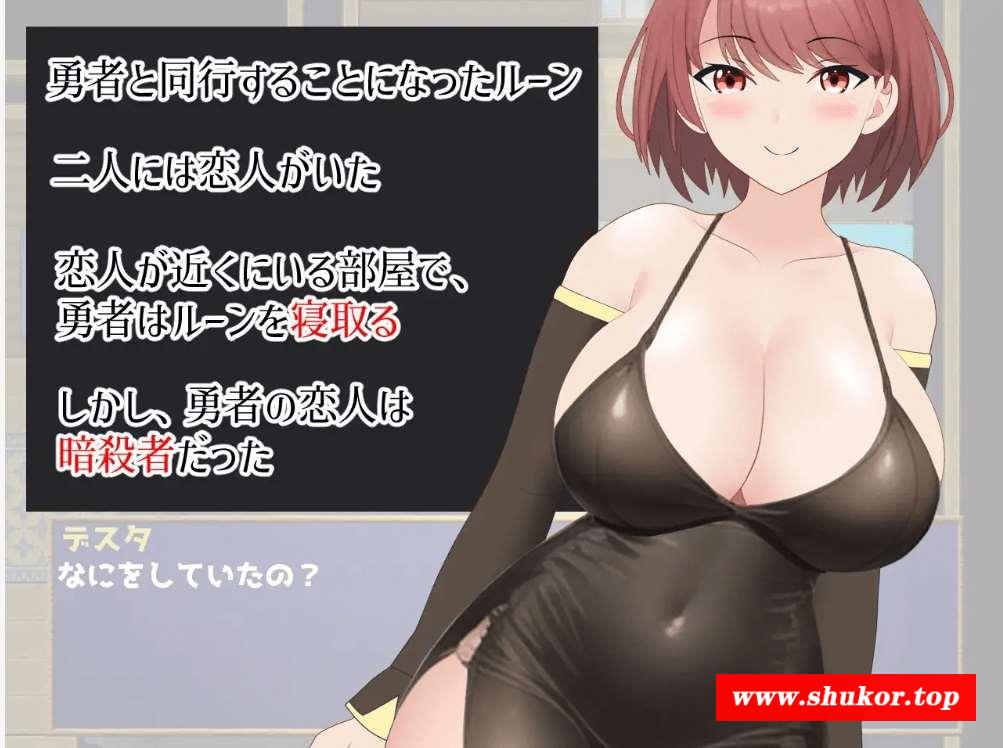 勇者と同行することになったルーン
二人には恋人がいた
恋人が近くにいる部屋で、
勇者はルーンを寝取る
しかし、勇者の恋人は
暗殺者だった
デスタ
なにをしていたの？
www.shukor.top